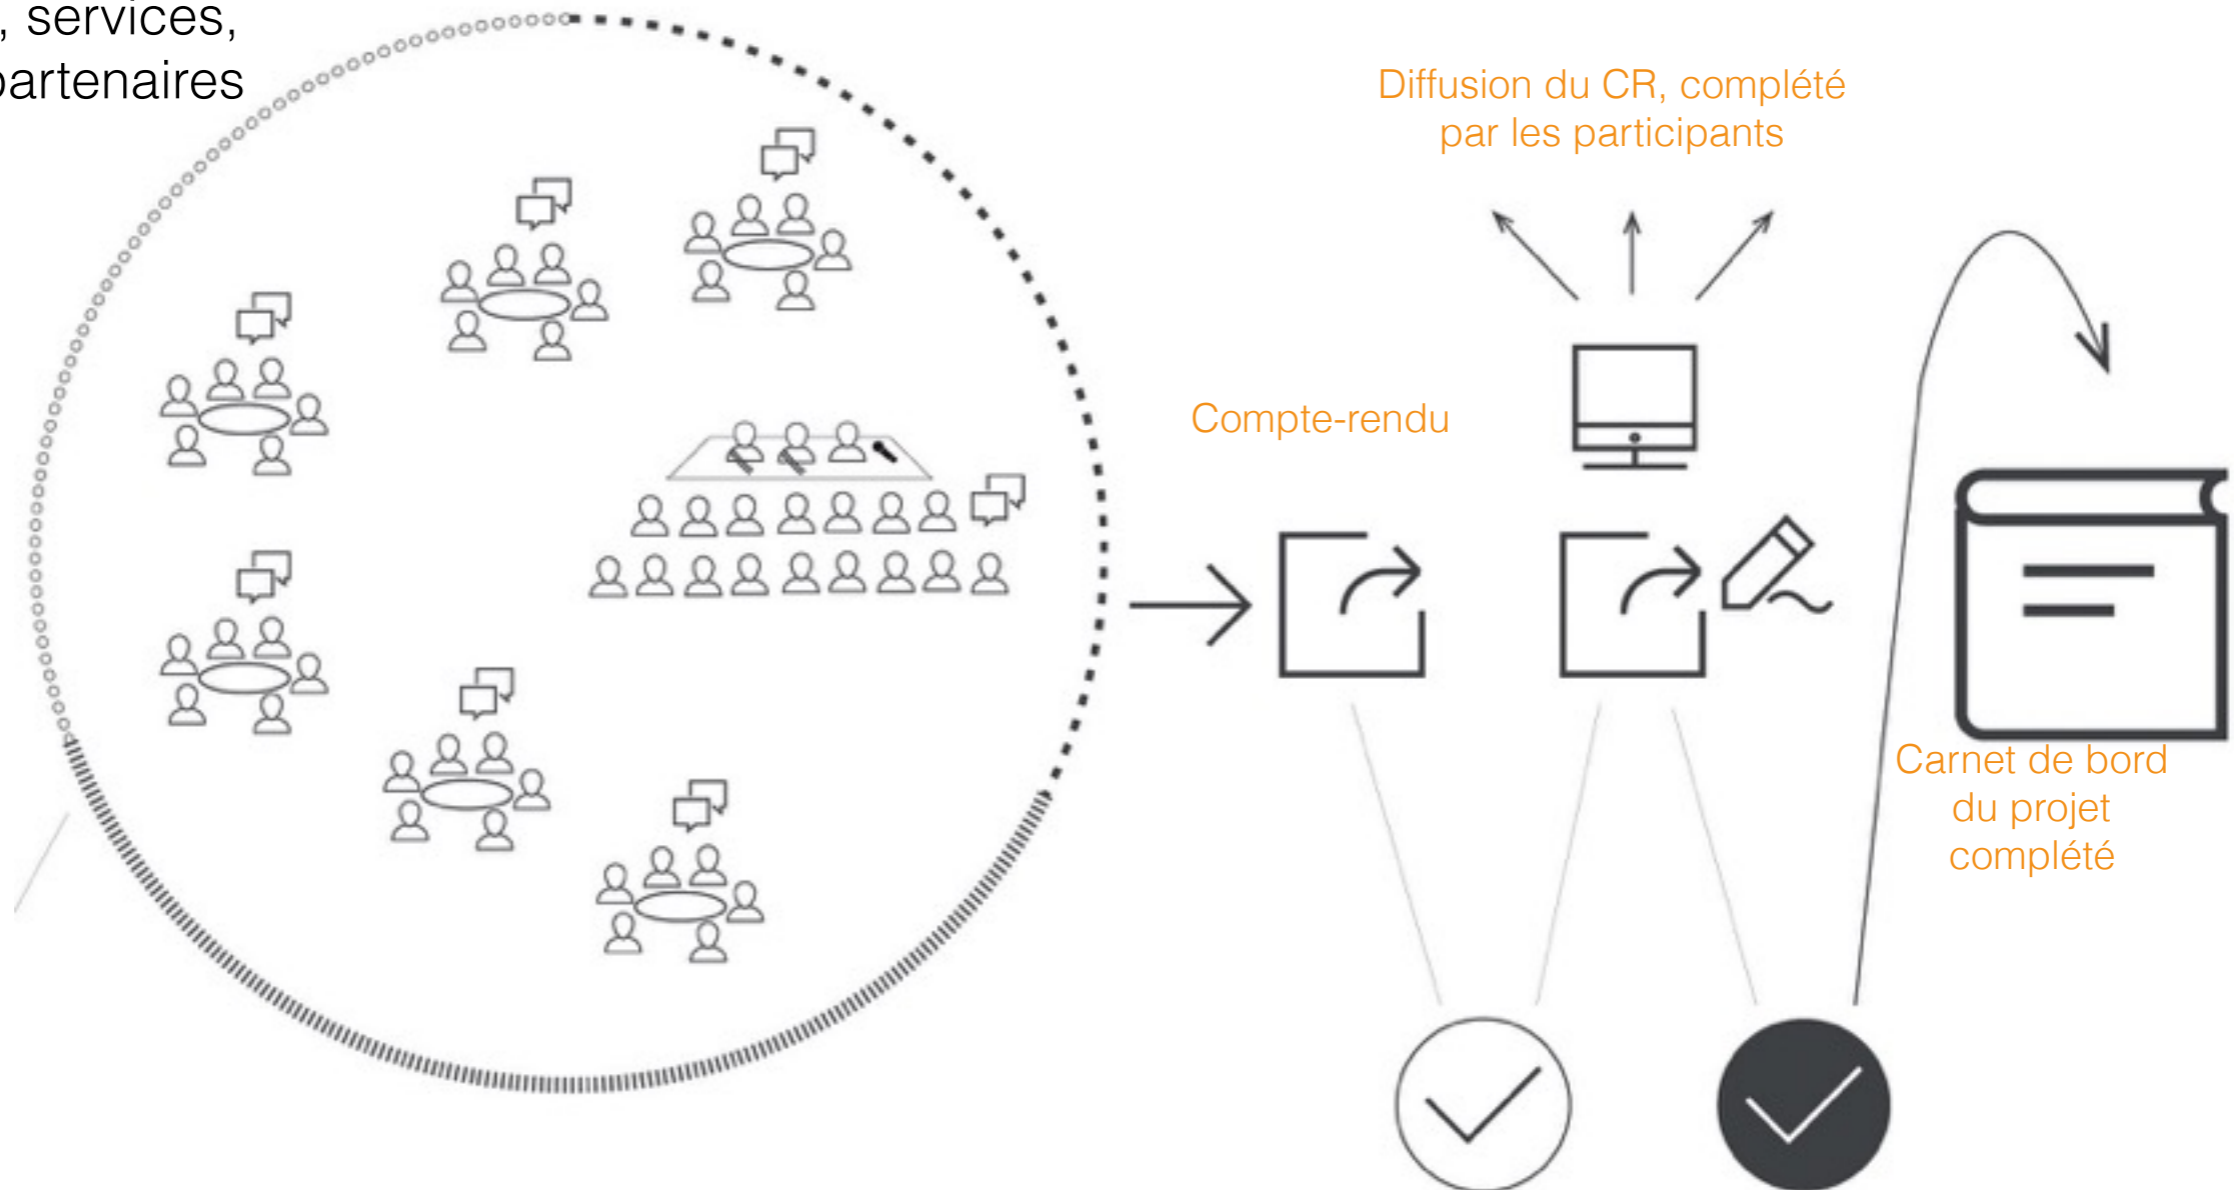 , services,
partenaires
Diffusion du CR, complété
par les participants
Compte-rendu
Carnet de bord
du projet
complété